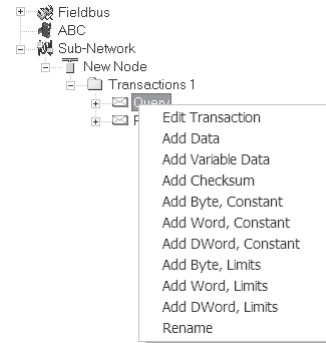 Fieldbus
ABC
Sub-Network
New Node
Transactions 1
Query
Edit Transaction
Add Data
Add Variable Data
Add Checksum
Add Byte, Constant
Add Word, Constant
Add DWord, Constant
Add Byte, Limits
Add Word, Limits
Add DWord, Limits
Rename